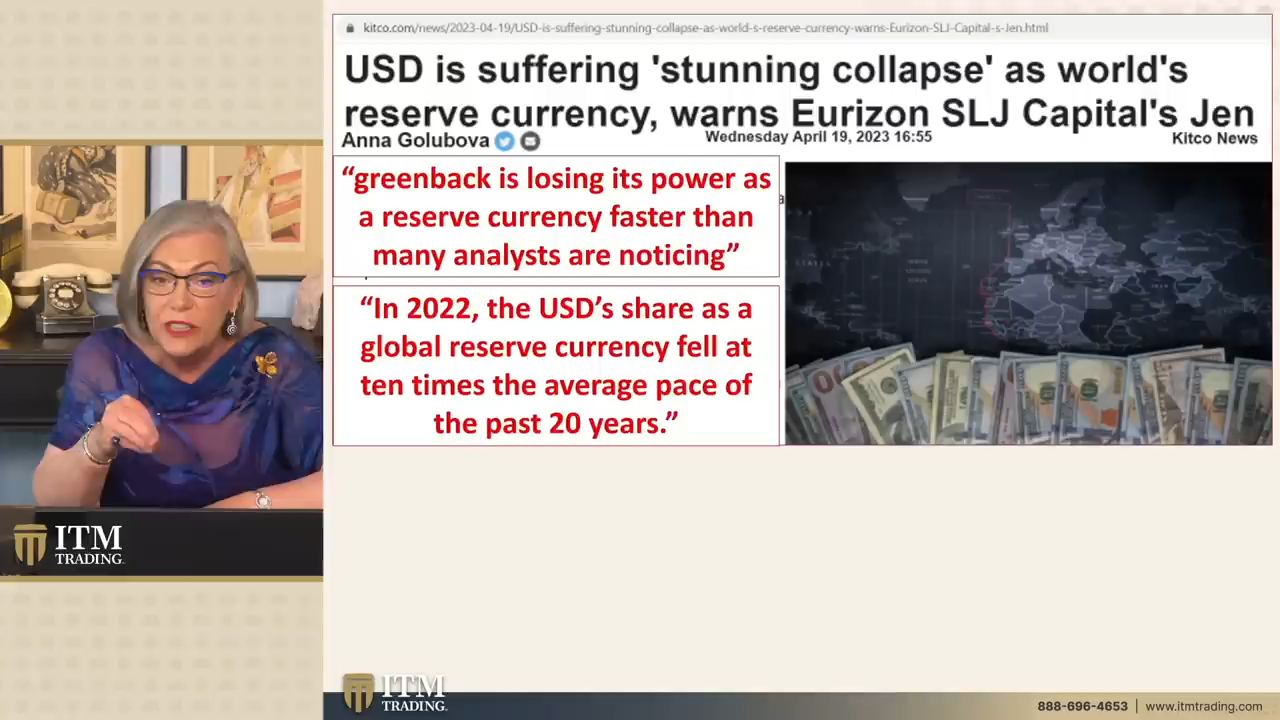 kitco.com/news/2023-04-19/USD-is-suffering-stunning-collapse-as-world-s-reserve-currency-warns-Eurizon-SLJ-Capital-s-Jen.html
USD is suffering 'stunning collapse' as world's
reserve currency, warns Eurizon SLJ Capital's Jen
Anna Golubova
Wednesday April 19, 2023 16:55
Kitco News
“greenback is losing its power as
a reserve currency faster than
many analysts are noticing”
“In 2022, the USD’s share as a
global reserve currency fell at
ten times the average pace of
the past 20 years.”
ITM
TRADING.
ITM
TRADING.
888-696-4653 | www.itmtrading.com